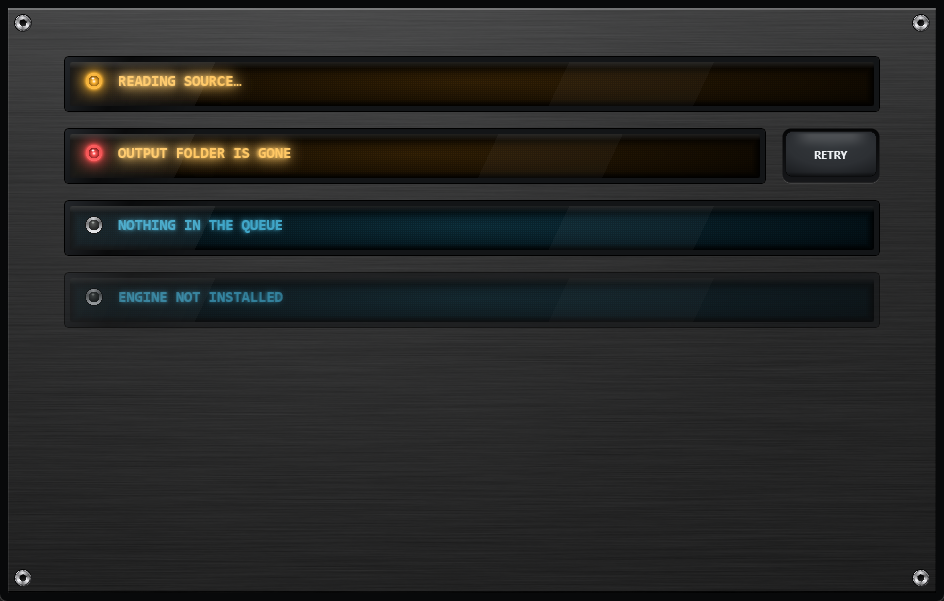 READING SOURCE…
OUTPUT FOLDER IS GONE
RETRY
NOTHING IN THE QUEUE
ENGINE NOT INSTALLED